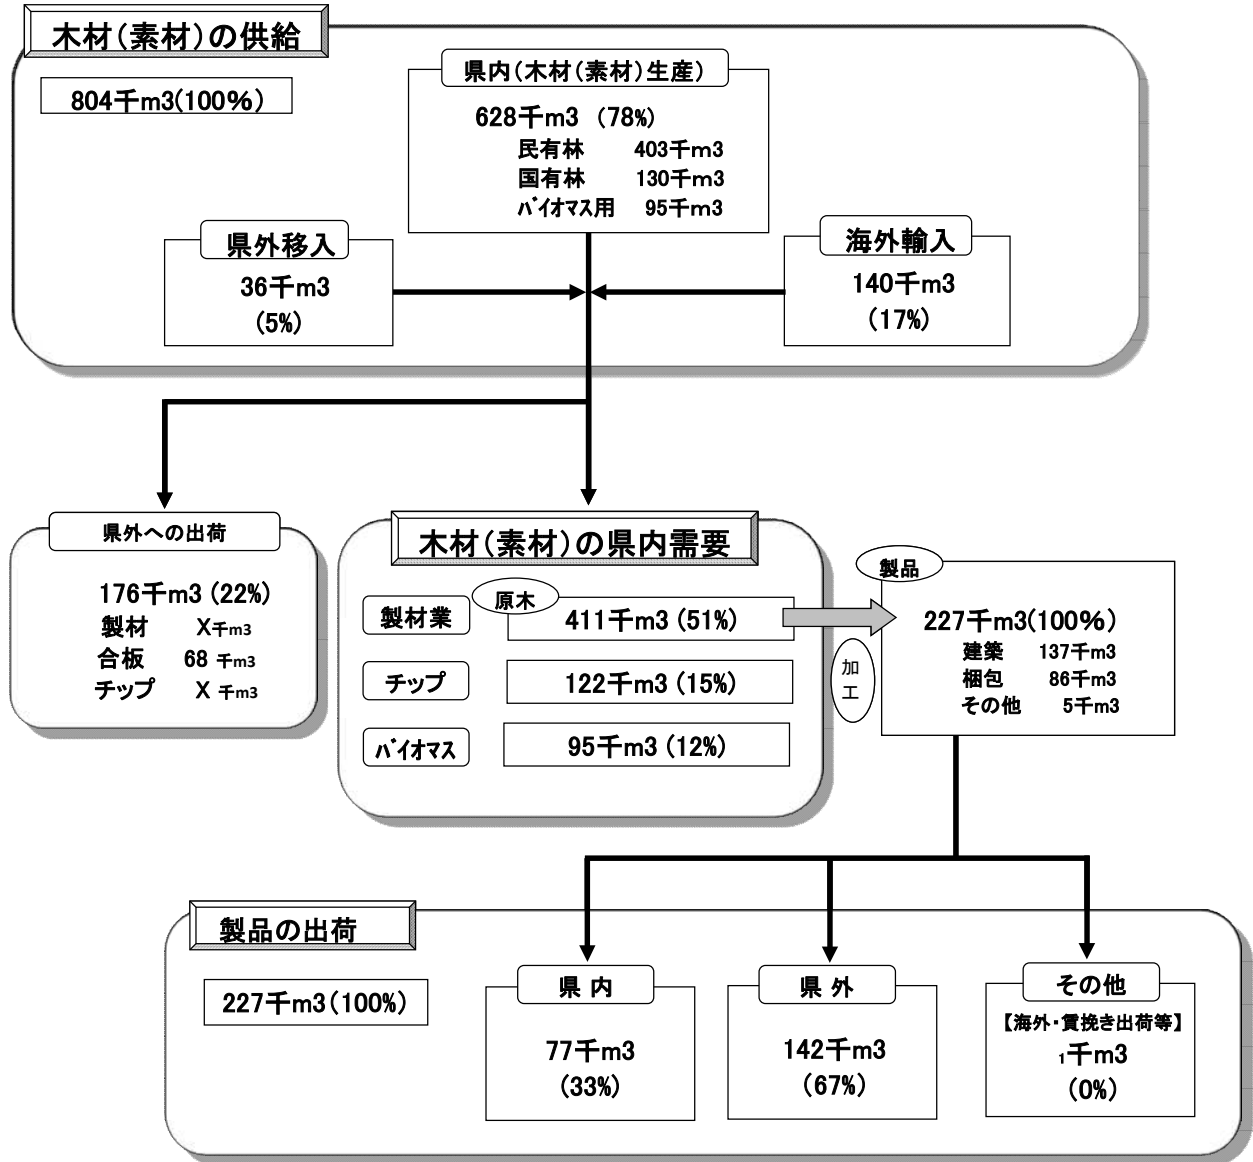 木材（素材）の供給
804千m3(100%)
県内（木材（素材）生産）
628千m3 (78%)
民有林 403千m3
国有林 130千m3
バイオマス用 95千m3
県外移入
36千m3
(5%)
海外輸入
140千m3
(17%)
県外への出荷
176千m3 (22%)
製材 X千m3
合板 68 千m3
チップ X 千m3
木材（素材）の県内需要
原木
製材業 411千m3 (51%)
チップ 122千m3 (15%)
バイオマス 95千m3 (12%)
加工
製品
227千m3(100%)
建築 137千m3
梱包 86千m3
その他 5千m3
製品の出荷
227千m3(100%)
県 内
77千m3
(33%)
県 外
142千m3
(67%)
その他
【海外・賃挽き出荷等】
1千m3
(0%)